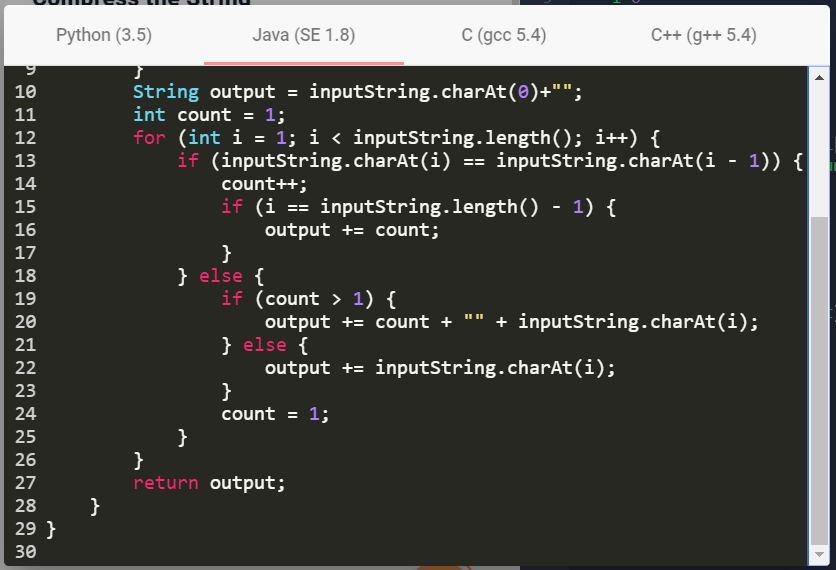 Compress the String
Python (3.5) Java (SE 1.8) C (gcc 5.4) C++ (g++ 5.4)
9         }
10         String output = inputString.charAt(0)+"";
11         int count = 1;
12         for (int i = 1; i < inputString.length(); i++) {
13             if (inputString.charAt(i) == inputString.charAt(i - 1)) {
14                 count++;
15                 if (i == inputString.length() - 1) {
16                     output += count;
17                 }
18             } else {
19                 if (count > 1) {
20                     output += count + "" + inputString.charAt(i);
21                 } else {
22                     output += inputString.charAt(i);
23                 }
24                 count = 1;
25             }
26         }
27         return output;
28     }
29 }
30